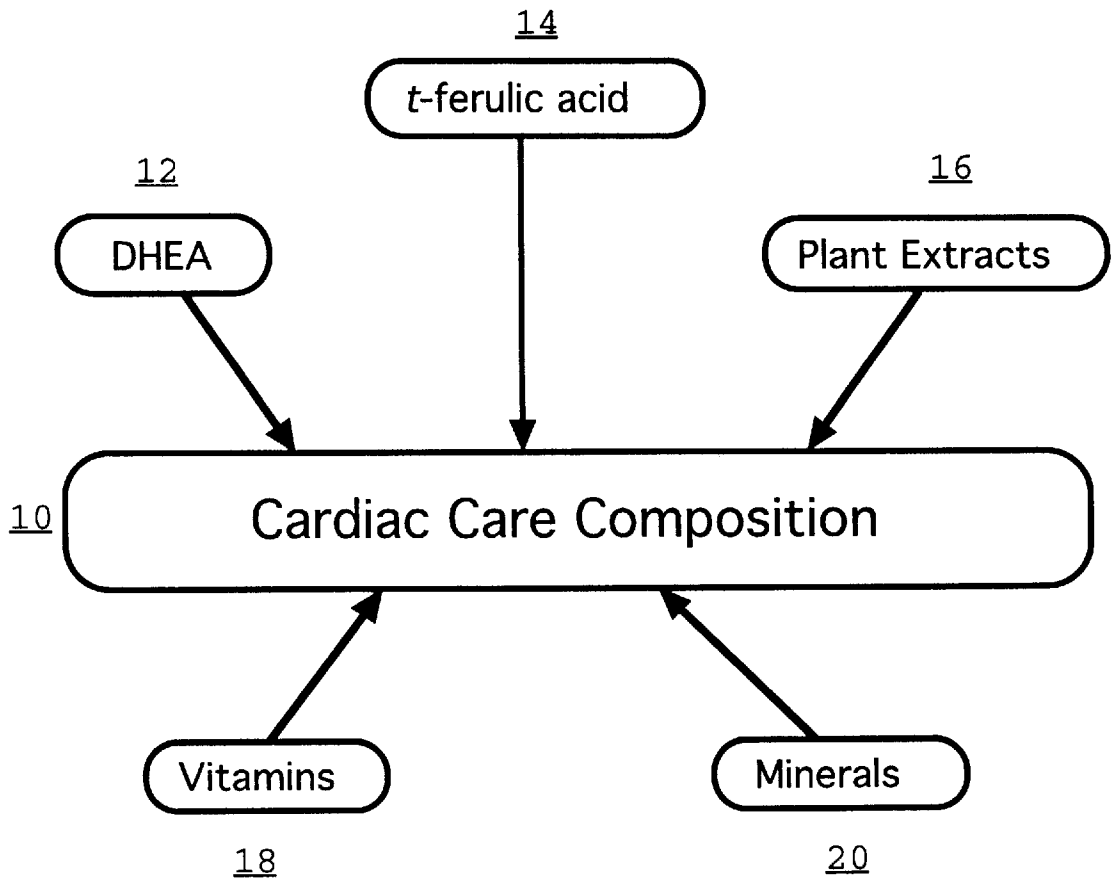 14
t-ferulic acid
12
16
DHEA
Plant Extracts
10
Cardiac Care Composition
Vitamins
Minerals
18
20